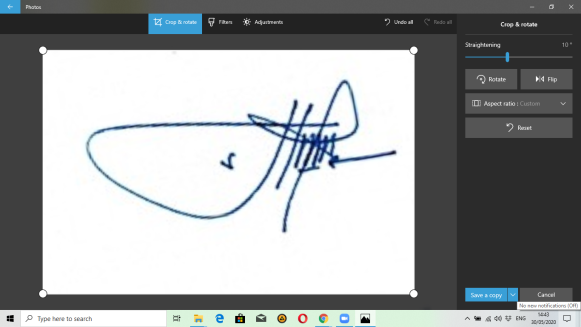 Photos
Crop & rotate
Filters
Adjustments
Undo all
Redo all
Crop & rotate
Straightening
10°
Rotate
Flip
Aspect ratio : Custom
Reset
Save a copy
Cancel
No new notifications (Off)
Type here to search
ENG
14:43
30/05/2020